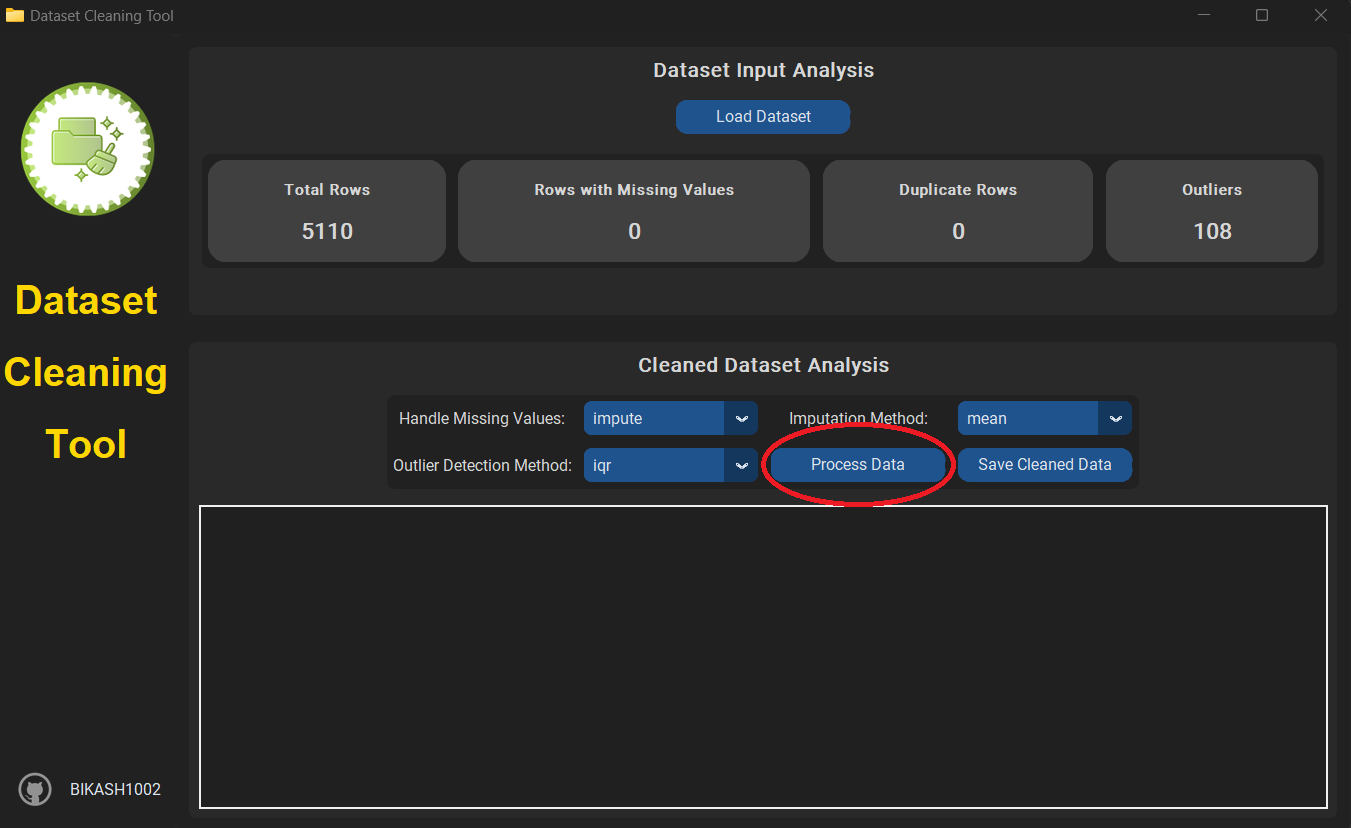 Dataset Cleaning Tool
Dataset
Cleaning
Tool
BIKASH1002
Dataset Input Analysis
Load Dataset
Total Rows
5110
Rows with Missing Values
0
Duplicate Rows
0
Outliers
108
Cleaned Dataset Analysis
Handle Missing Values: impute Imputation Method: mean
Outlier Detection Method: iqr Process Data Save Cleaned Data